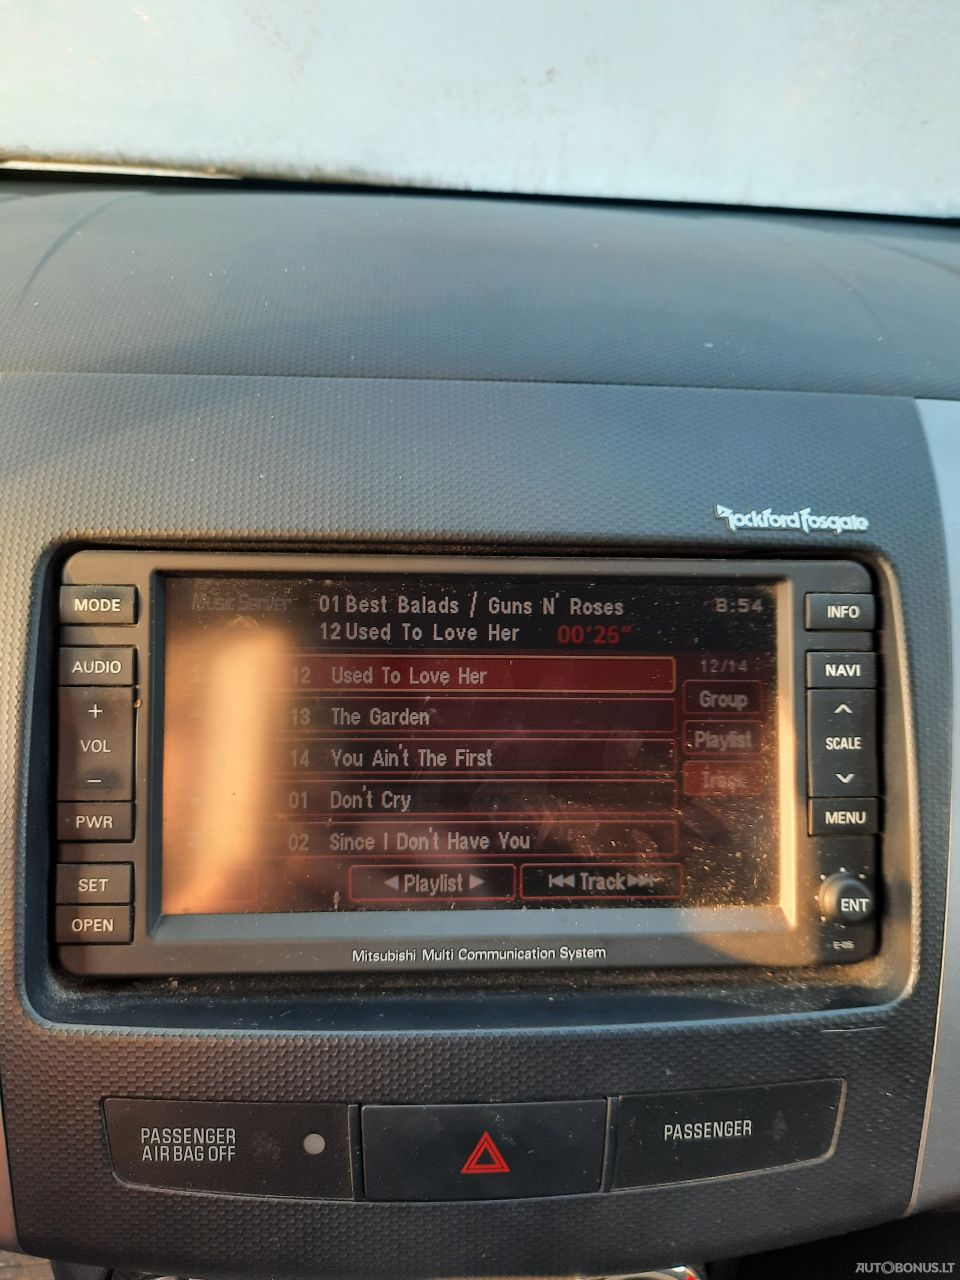 Rockford Fosgate
MODE
AUDIO
+
VOL
−
PWR
SET
OPEN
Music Server
01 Best Balads / Guns N' Roses
8:54
12 Used To Love Her
00'26"
12/14
12 Used To Love Her
13 The Garden
14 You Ain't The First
01 Don't Cry
02 Since I Don't Have You
Group
Playlist
Track
◀ Playlist ▶
⏮ Track ⏭
INFO
NAVI
SCALE
MENU
ENT
E-05
Mitsubishi Multi Communication System
PASSENGER
AIR BAG OFF
PASSENGER
AUTOBONUS.LT